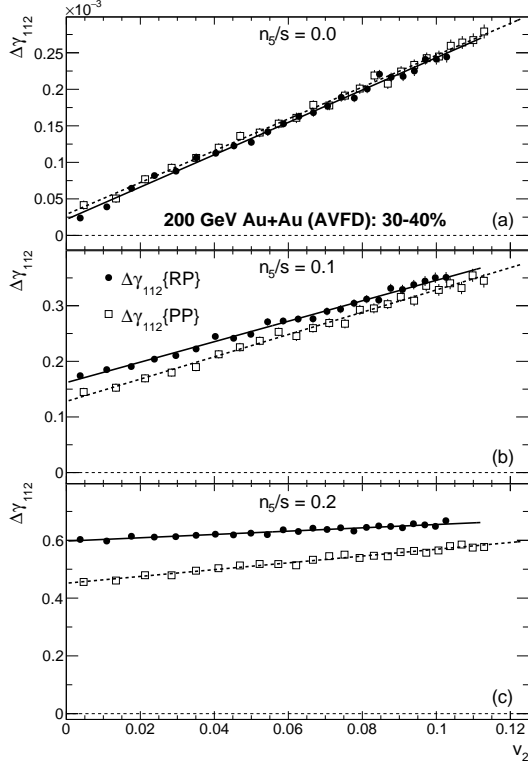 ×10⁻³
Δγ₁₁₂
n₅/s = 0.0
0.25
0.2
0.15
0.1
0.05
0
200 GeV Au+Au (AVFD): 30-40%
(a)
Δγ₁₁₂
n₅/s = 0.1
Δγ₁₁₂{RP}
Δγ₁₁₂{PP}
0.3
0.2
0.1
0
(b)
Δγ₁₁₂
n₅/s = 0.2
0.6
0.4
0.2
0
(c)
0 0.02 0.04 0.06 0.08 0.1 0.12
v₂